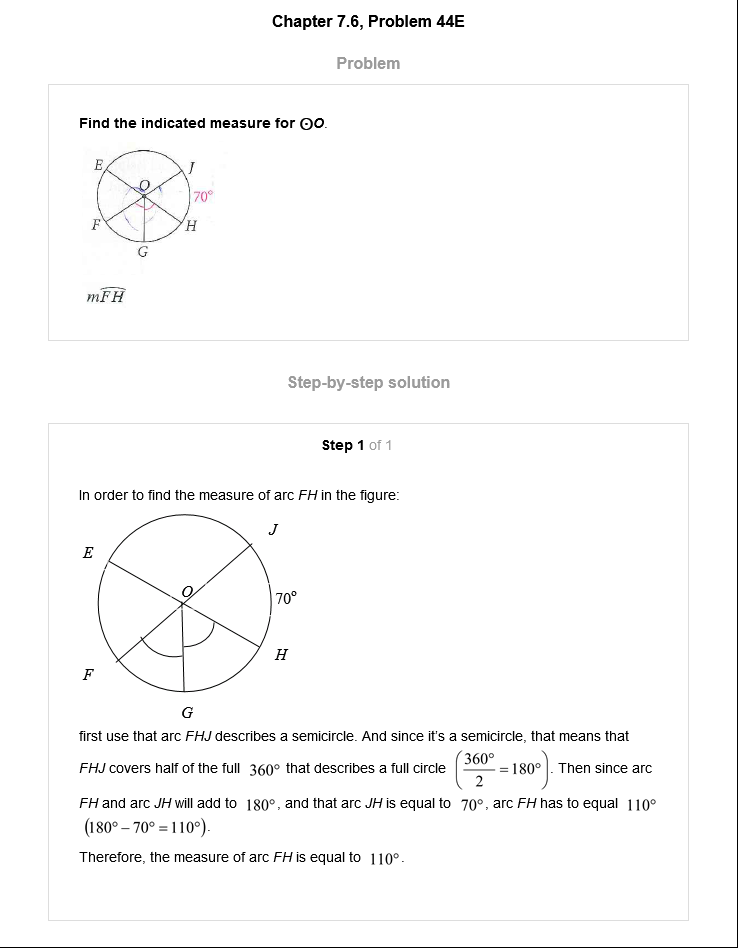 Chapter 7.6, Problem 44E
Problem
Find the indicated measure for ⊙O.
E
J
O
70°
F
H
G
mFH
Step-by-step solution
Step 1 of 1
In order to find the measure of arc FH in the figure:
J
E
O
70°
H
F
G
first use that arc FHJ describes a semicircle. And since it's a semicircle, that means that
FHJ covers half of the full 360° that describes a full circle (360°/2 = 180°). Then since arc
FH and arc JH will add to 180°, and that arc JH is equal to 70°, arc FH has to equal 110°
(180° – 70° = 110°).
Therefore, the measure of arc FH is equal to 110°.